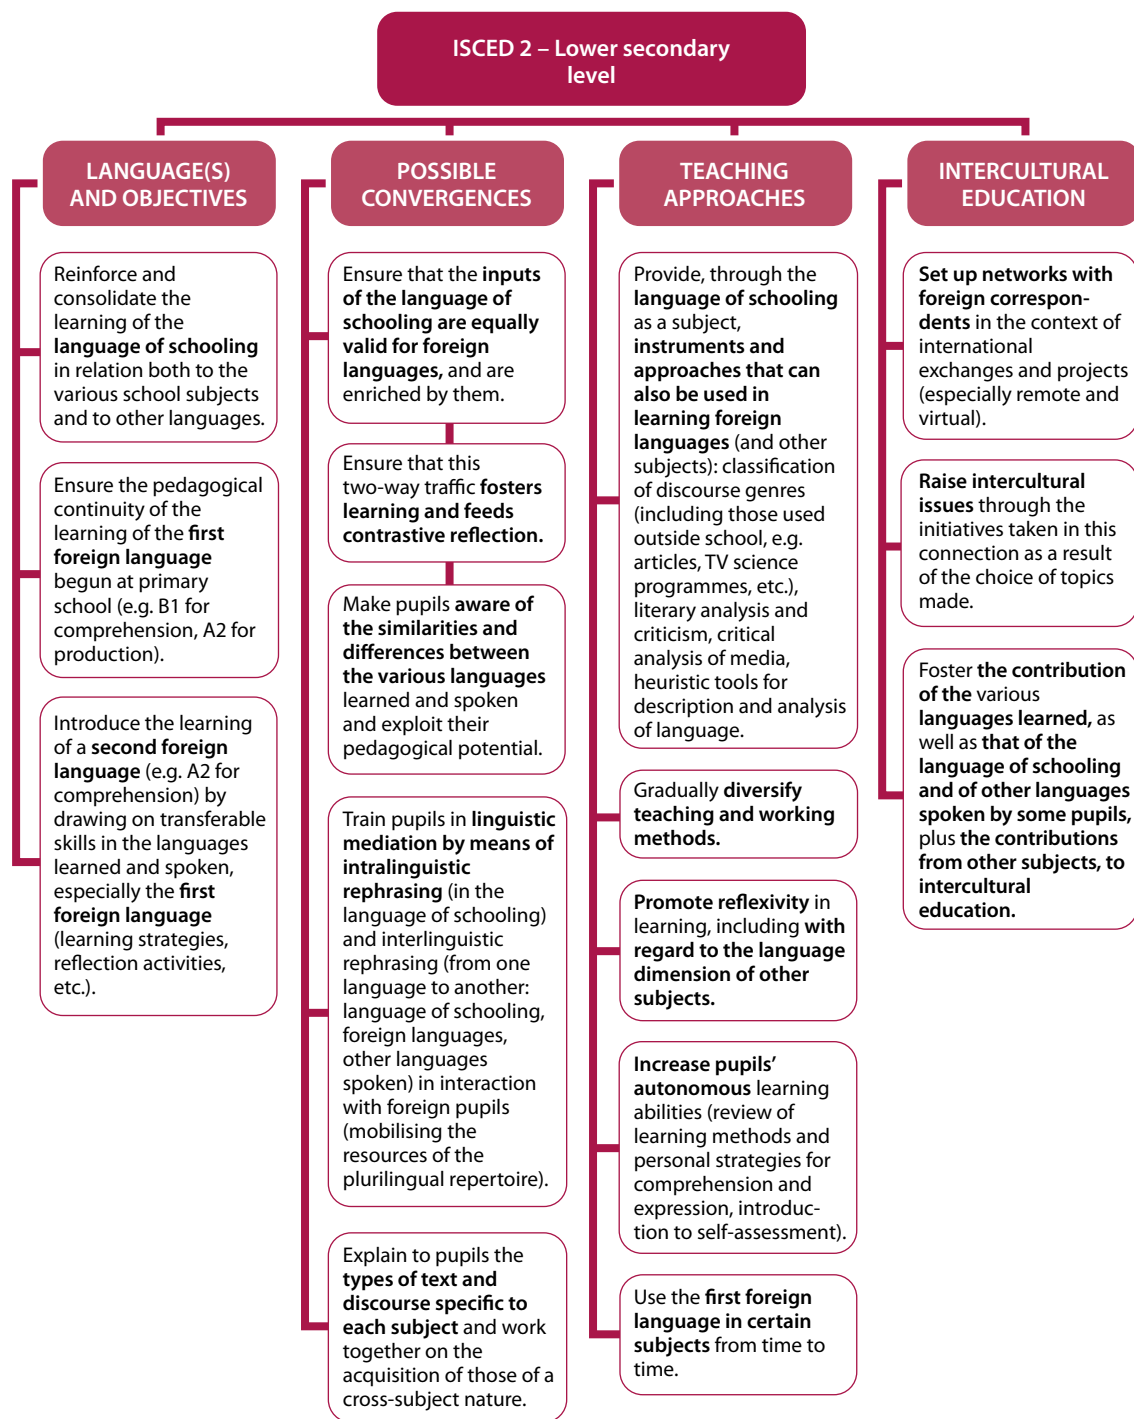 ISCED 2 – Lower secondary
level
LANGUAGE(S)
AND OBJECTIVES
Reinforce and
consolidate the
learning of the
language of schooling
in relation both to the
various school subjects
and to other languages.
Ensure the pedagogical
continuity of the
learning of the first
foreign language
begun at primary
school (e.g. B1 for
comprehension, A2 for
production).
Introduce the learning
of a second foreign
language (e.g. A2 for
comprehension) by
drawing on transferable
skills in the languages
learned and spoken,
especially the first
foreign language
(learning strategies,
reflection activities,
etc.).
POSSIBLE
CONVERGENCES
Ensure that the inputs
of the language of
schooling are equally
valid for foreign
languages, and are
enriched by them.
Ensure that this
two-way traffic fosters
learning and feeds
contrastive reflection.
Make pupils aware of
the similarities and
differences between
the various languages
learned and spoken
and exploit their
pedagogical potential.
Train pupils in linguistic
mediation by means of
intralinguistic
rephrasing (in the
language of schooling)
and interlinguistic
rephrasing (from one
language to another:
language of schooling,
foreign languages,
other languages
spoken) in interaction
with foreign pupils
(mobilising the
resources of the
plurilingual repertoire).
Explain to pupils the
types of text and
discourse specific to
each subject and work
together on the
acquisition of those of a
cross-subject nature.
TEACHING
APPROACHES
Provide, through the
language of schooling
as a subject,
instruments and
approaches that can
also be used in
learning foreign
languages (and other
subjects): classification
of discourse genres
(including those used
outside school, e.g.
articles, TV science
programmes, etc.),
literary analysis and
criticism, critical
analysis of media,
heuristic tools for
description and analysis
of language.
Gradually diversify
teaching and working
methods.
Promote reflexivity in
learning, including with
regard to the language
dimension of other
subjects.
Increase pupils’
autonomous learning
abilities (review of
learning methods and
personal strategies for
comprehension and
expression, introduc-
tion to self-assessment).
Use the first foreign
language in certain
subjects from time to
time.
INTERCULTURAL
EDUCATION
Set up networks with
foreign correspon-
dents in the context of
international
exchanges and projects
(especially remote and
virtual).
Raise intercultural
issues through the
initiatives taken in this
connection as a result
of the choice of topics
made.
Foster the contribution
of the various
languages learned, as
well as that of the
language of schooling
and of other languages
spoken by some pupils,
plus the contributions
from other subjects, to
intercultural
education.